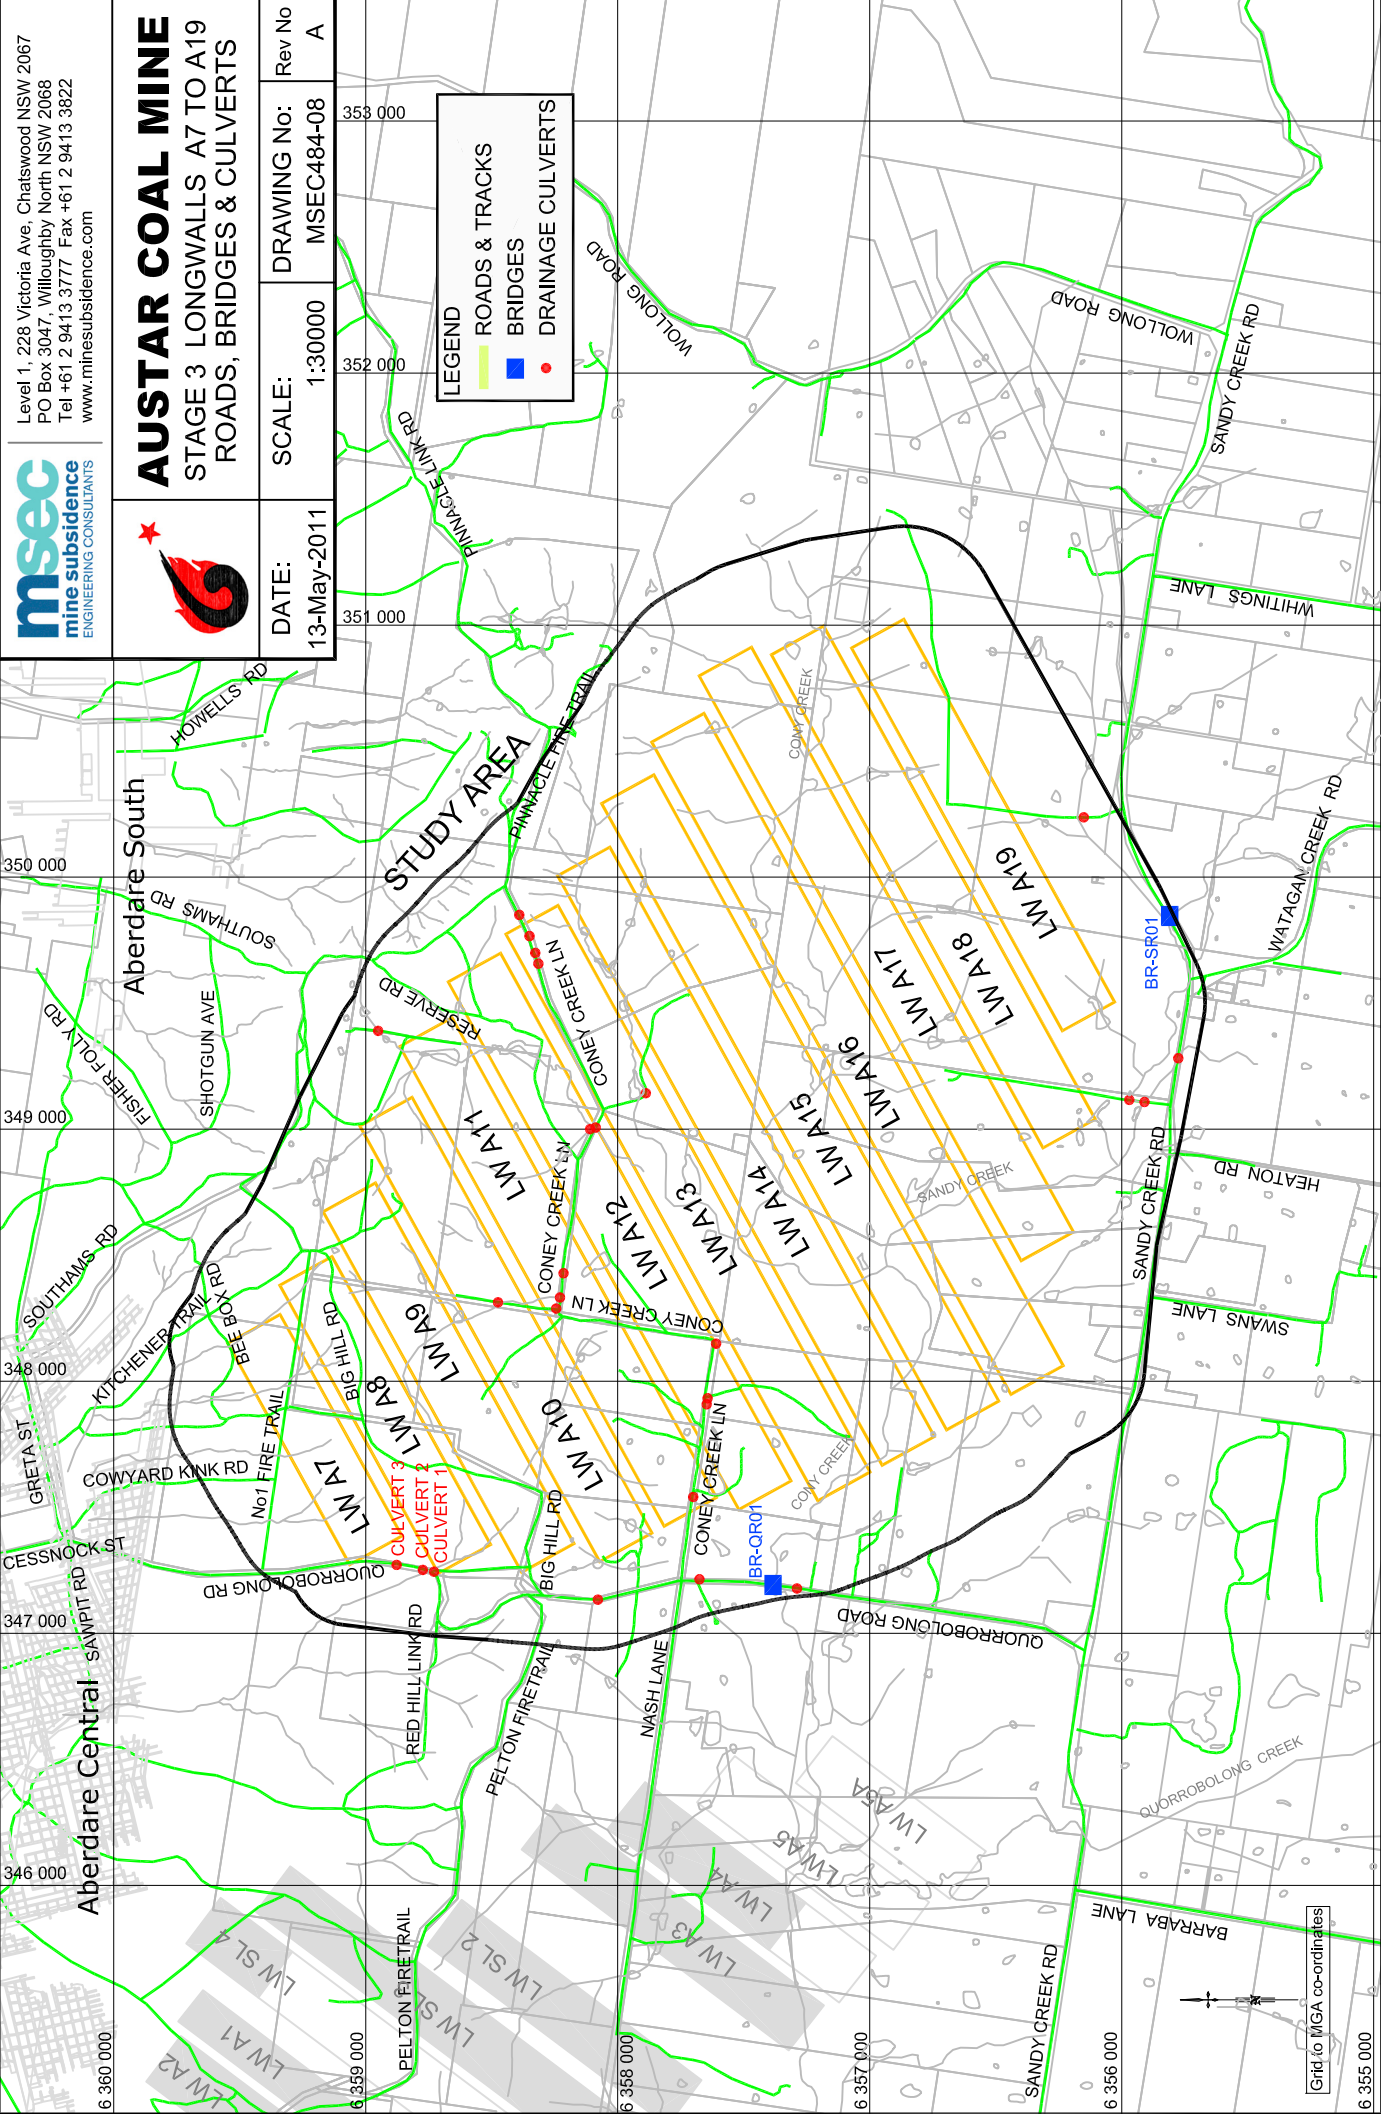 Level 1, 228 Victoria Ave, Chatswood NSW 2067
PO Box 3047, Willoughby North NSW 2068
Tel +61 2 9413 3777 Fax +61 2 9413 3822
www.minesubsidence.com
msec
mine subsidence
ENGINEERING CONSULTANTS
AUSTAR COAL MINE
STAGE 3 LONGWALLS A7 TO A19
ROADS, BRIDGES & CULVERTS
DATE:
13-May-2011
SCALE:
1:30000
DRAWING No:
MSEC484-08
Rev No
A
LEGEND
ROADS & TRACKS
BRIDGES
DRAINAGE CULVERTS
353 000
352 000
351 000
350 000
349 000
348 000
347 000
346 000
6 360 000
6 359 000
6 358 000
6 357 000
6 356 000
6 355 000
Aberdare South
Aberdare Central
STUDY AREA
HOWELLS RD
SOUTHAMS RD
FISHER FOLLY RD
SHOTGUN AVE
RESERVE RD
PINNACLE LINK RD
PINNACLE FIRE TRAIL
WOLLONG ROAD
WOLLONG ROAD
SANDY CREEK RD
WHITINGS LANE
WATAGAN CREEK RD
HEATON RD
SWANS LANE
SANDY CREEK RD
SOUTHAMS RD
KITCHENER TRAIL
BEE BOX RD
BIG HILL RD
No1 FIRE TRAIL
GRETA ST
COWYARD KINK RD
CESSNOCK ST
SAWPIT RD
QUORROBOLONG RD
RED HILL LINK RD
BIG HILL RD
PELTON FIRETRAIL
PELTON FIRETRAIL
NASH LANE
CONEY CREEK LN
CONEY CREEK LN
CONEY CREEK LN
CONEY CREEK LN
QUORROBOLONG ROAD
SANDY CREEK RD
BARRABA LANE
CONY CREEK
CONY CREEK
SANDY CREEK
QUORROBOLONG CREEK
CULVERT 3
CULVERT 2
CULVERT 1
BR-QR01
BR-SR01
LW A7
LW A8
LW A9
LW A10
LW A11
LW A12
LW A13
LW A14
LW A15
LW A16
LW A17
LW A18
LW A19
LW SL 4
LW SL 3
LW SL 2
LW A1
LW A2
LW A3
LW A4
LW A5
LW A5A
N
Grid to MGA co-ordinates